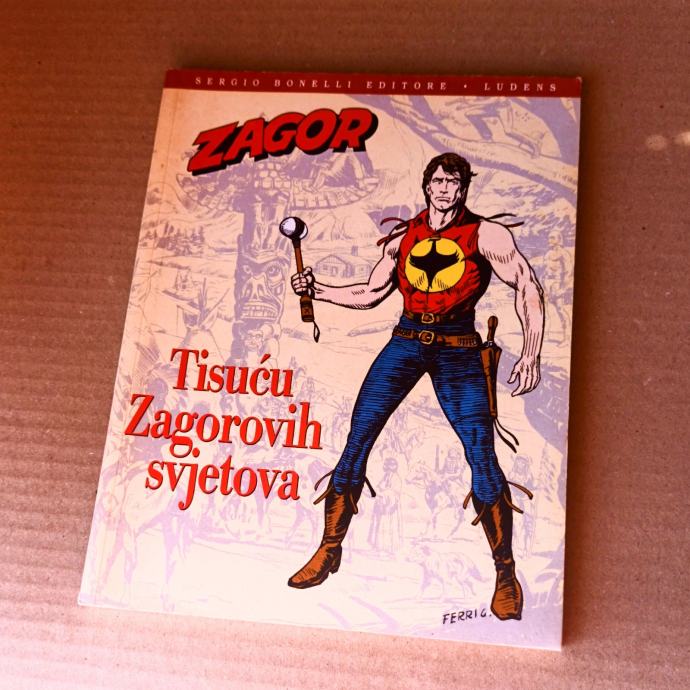 SERGIO BONELLI EDITORE • LUDENS
ZAGOR
Tisuću
Zagorovih
svjetova
FERRI G.